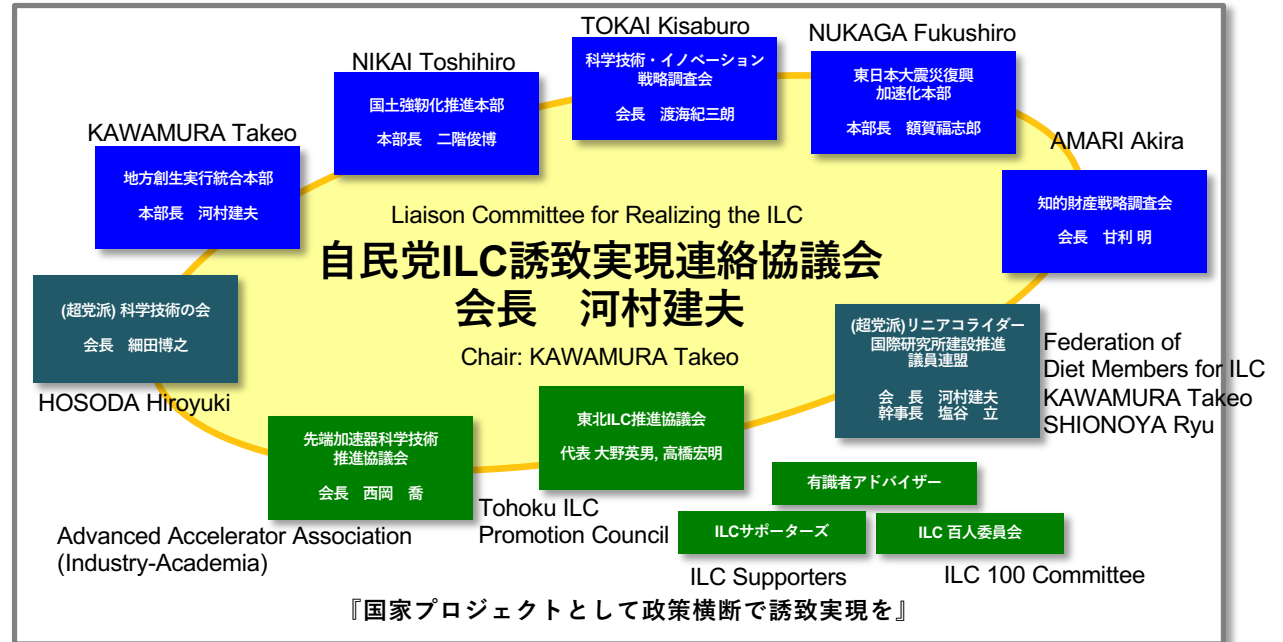 TOKAI Kisaburo
NUKAGA Fukushiro
NIKAI Toshihiro
科学技術・イノベーション
戦略調査会
会長　渡海紀三朗
東日本大震災復興
加速化本部
本部長　額賀福志郎
国土強靭化推進本部
本部長　二階俊博
KAWAMURA Takeo
AMARI Akira
地方創生実行統合本部
本部長　河村建夫
知的財産戦略調査会
会長　甘利 明
Liaison Committee for Realizing the ILC
自民党ILC誘致実現連絡協議会
会長　河村建夫
Chair: KAWAMURA Takeo
(超党派) 科学技術の会
会長　細田博之
HOSODA Hiroyuki
(超党派)リニアコライダー
国際研究所建設推進
議員連盟
会　長　河村建夫
幹事長　塩谷　立
Federation of
Diet Members for ILC
KAWAMURA Takeo
SHIONOYA Ryu
先端加速器科学技術
推進協議会
会長　西岡　喬
東北ILC推進協議会
代表 大野英男, 高橋宏明
有識者アドバイザー
ILCサポーターズ
ILC 百人委員会
Advanced Accelerator Association
(Industry-Academia)
Tohoku ILC
Promotion Council
ILC Supporters
ILC 100 Committee
『国家プロジェクトとして政策横断で誘致実現を』